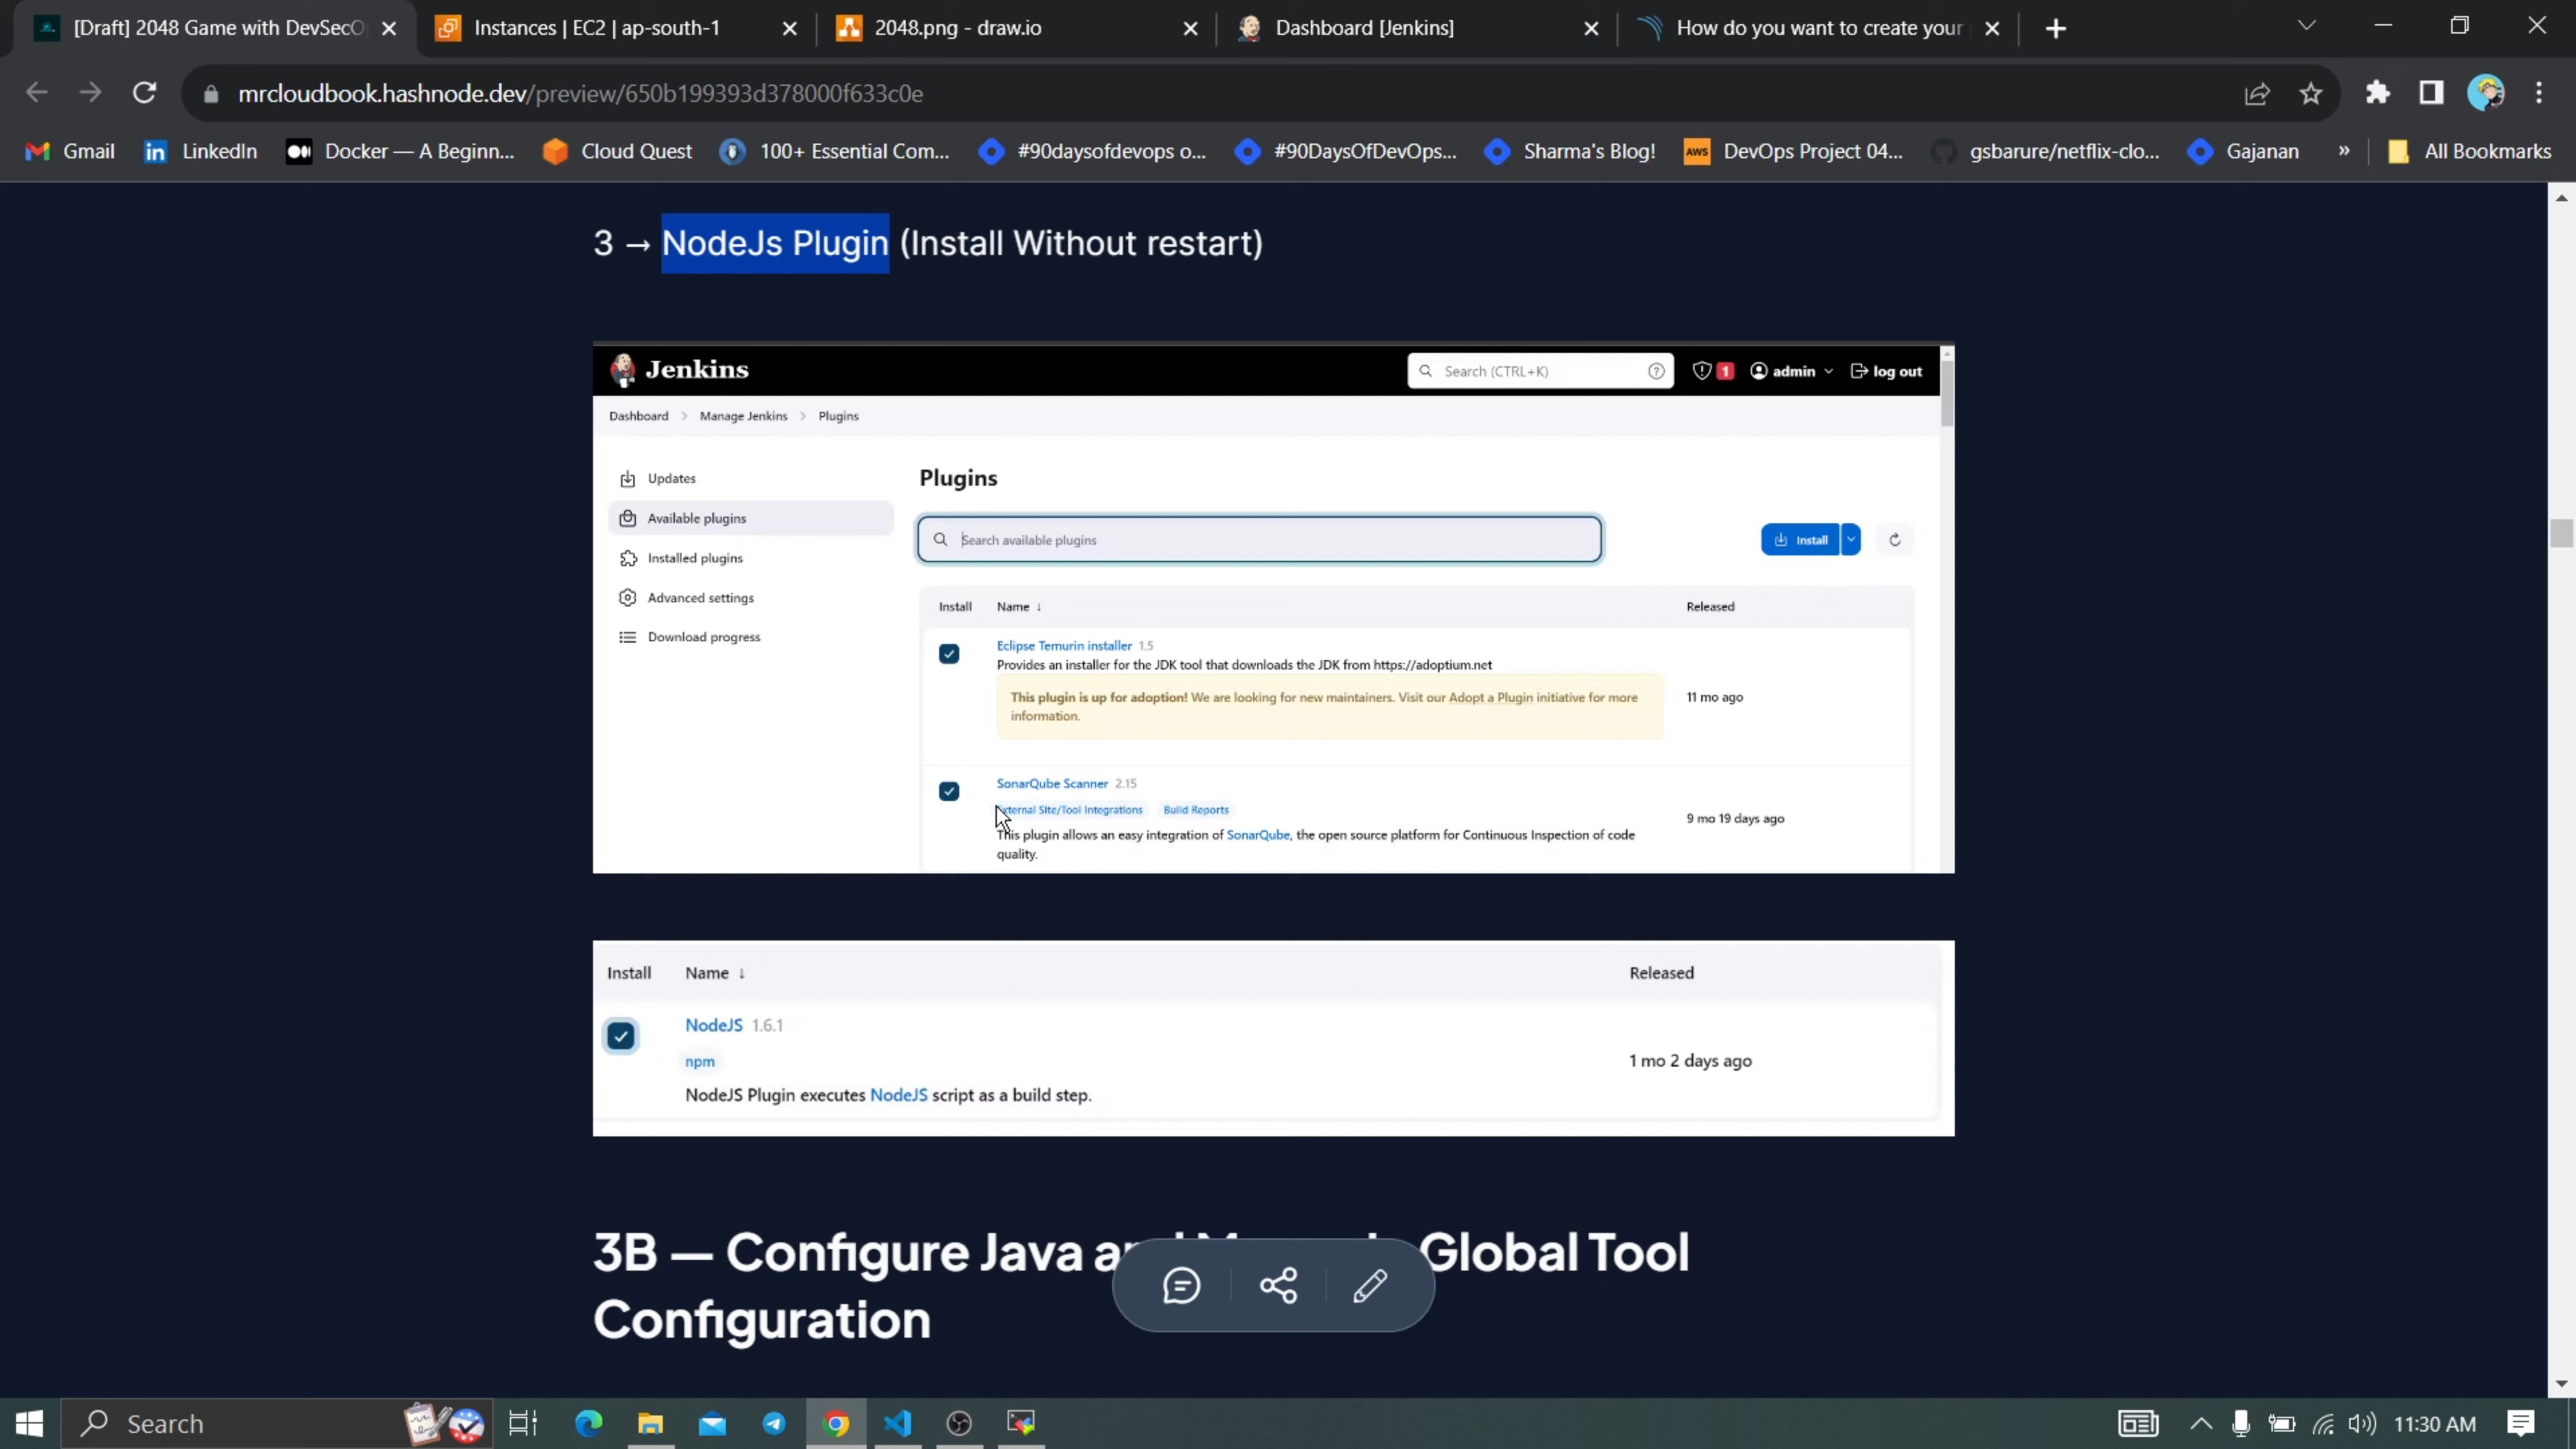 [Draft] 2048 Game with DevSecO
Instances | EC2 | ap-south-1
2048.png - draw.io
Dashboard [Jenkins]
How do you want to create your
mrcloudbook.hashnode.dev/preview/650b199393d378000f633c0e
Gmail
LinkedIn
Docker — A Beginn...
Cloud Quest
100+ Essential Com...
#90daysofdevops o...
#90DaysOfDevOps...
Sharma's Blog!
aws DevOps Project 04...
gsbarure/netflix-clo...
Gajanan
»
All Bookmarks
3 → NodeJs Plugin (Install Without restart)
Jenkins
Search (CTRL+K)
1
admin
log out
Dashboard > Manage Jenkins > Plugins
Updates
Available plugins
Installed plugins
Advanced settings
Download progress
Plugins
Search available plugins
Install
Install Name ↓ Released
Eclipse Temurin installer 1.5
Provides an installer for the JDK tool that downloads the JDK from https://adoptium.net
This plugin is up for adoption! We are looking for new maintainers. Visit our Adopt a Plugin initiative for more
information.
11 mo ago
SonarQube Scanner 2.15
External Site/Tool Integrations Build Reports
This plugin allows an easy integration of SonarQube, the open source platform for Continuous Inspection of code
quality.
9 mo 19 days ago
Install Name ↓ Released
NodeJS 1.6.1
npm
NodeJS Plugin executes NodeJS script as a build step.
1 mo 2 days ago
3B — Configure Java Global Tool
Configuration
Search
11:30 AM